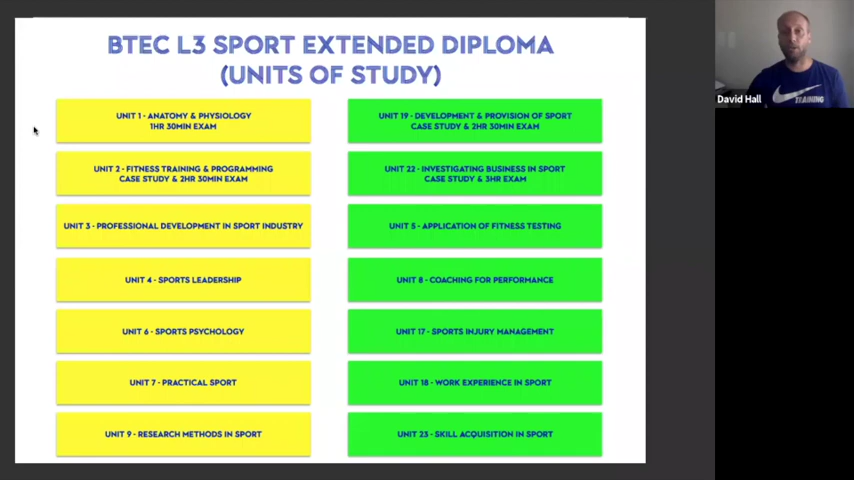 BTEC L3 SPORT EXTENDED DIPLOMA
(UNITS OF STUDY)
UNIT 1 - ANATOMY & PHYSIOLOGY
1HR 30MIN EXAM
UNIT 2 - FITNESS TRAINING & PROGRAMMING
CASE STUDY & 2HR 30MIN EXAM
UNIT 3 - PROFESSIONAL DEVELOPMENT IN SPORT INDUSTRY
UNIT 4 - SPORTS LEADERSHIP
UNIT 6 - SPORTS PSYCHOLOGY
UNIT 7 - PRACTICAL SPORT
UNIT 9 - RESEARCH METHODS IN SPORT
UNIT 19 - DEVELOPMENT & PROVISION OF SPORT
CASE STUDY & 2HR 30MIN EXAM
UNIT 22 - INVESTIGATING BUSINESS IN SPORT
CASE STUDY & 3HR EXAM
UNIT 5 - APPLICATION OF FITNESS TESTING
UNIT 8 - COACHING FOR PERFORMANCE
UNIT 17 - SPORTS INJURY MANAGEMENT
UNIT 18 - WORK EXPERIENCE IN SPORT
UNIT 23 - SKILL ACQUISITION IN SPORT
David Hall
TRAINING